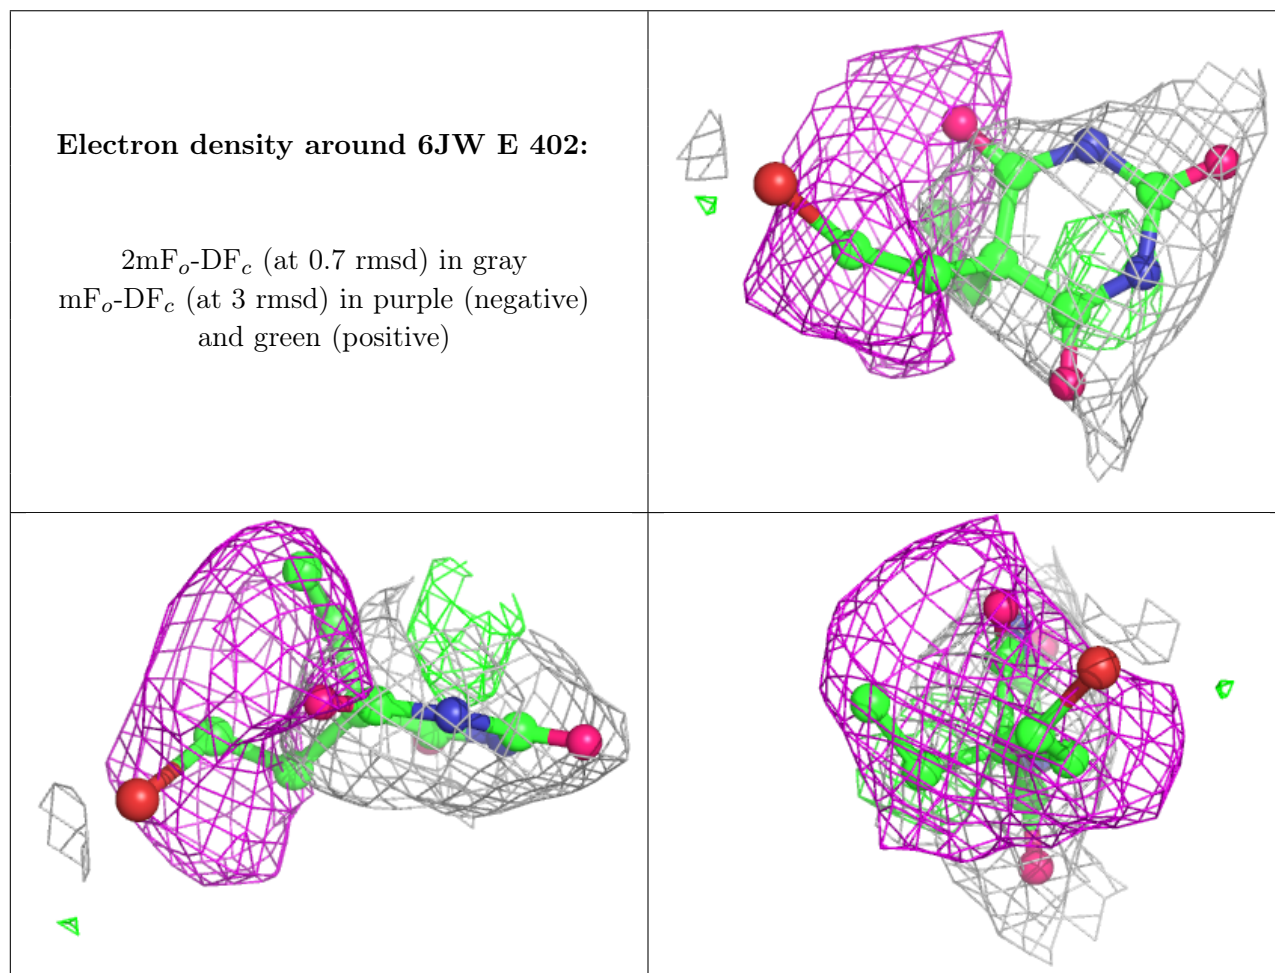 Electron density around 6JW E 402:
2mFo-DFc (at 0.7 rmsd) in gray
mFo-DFc (at 3 rmsd) in purple (negative)
and green (positive)